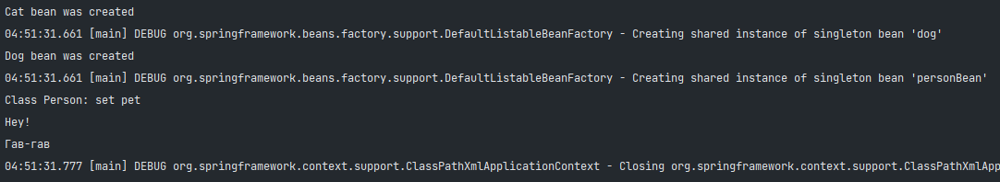 Cat bean was created
04:51:31.661 [main] DEBUG org.springframework.beans.factory.support.DefaultListableBeanFactory - Creating shared instance of singleton bean 'dog'
Dog bean was created
04:51:31.661 [main] DEBUG org.springframework.beans.factory.support.DefaultListableBeanFactory - Creating shared instance of singleton bean 'personBean'
Class Person: set pet
Hey!
Гав-гав
04:51:31.777 [main] DEBUG org.springframework.context.support.ClassPathXmlApplicationContext - Closing org.springframework.context.support.ClassPathXmlApp